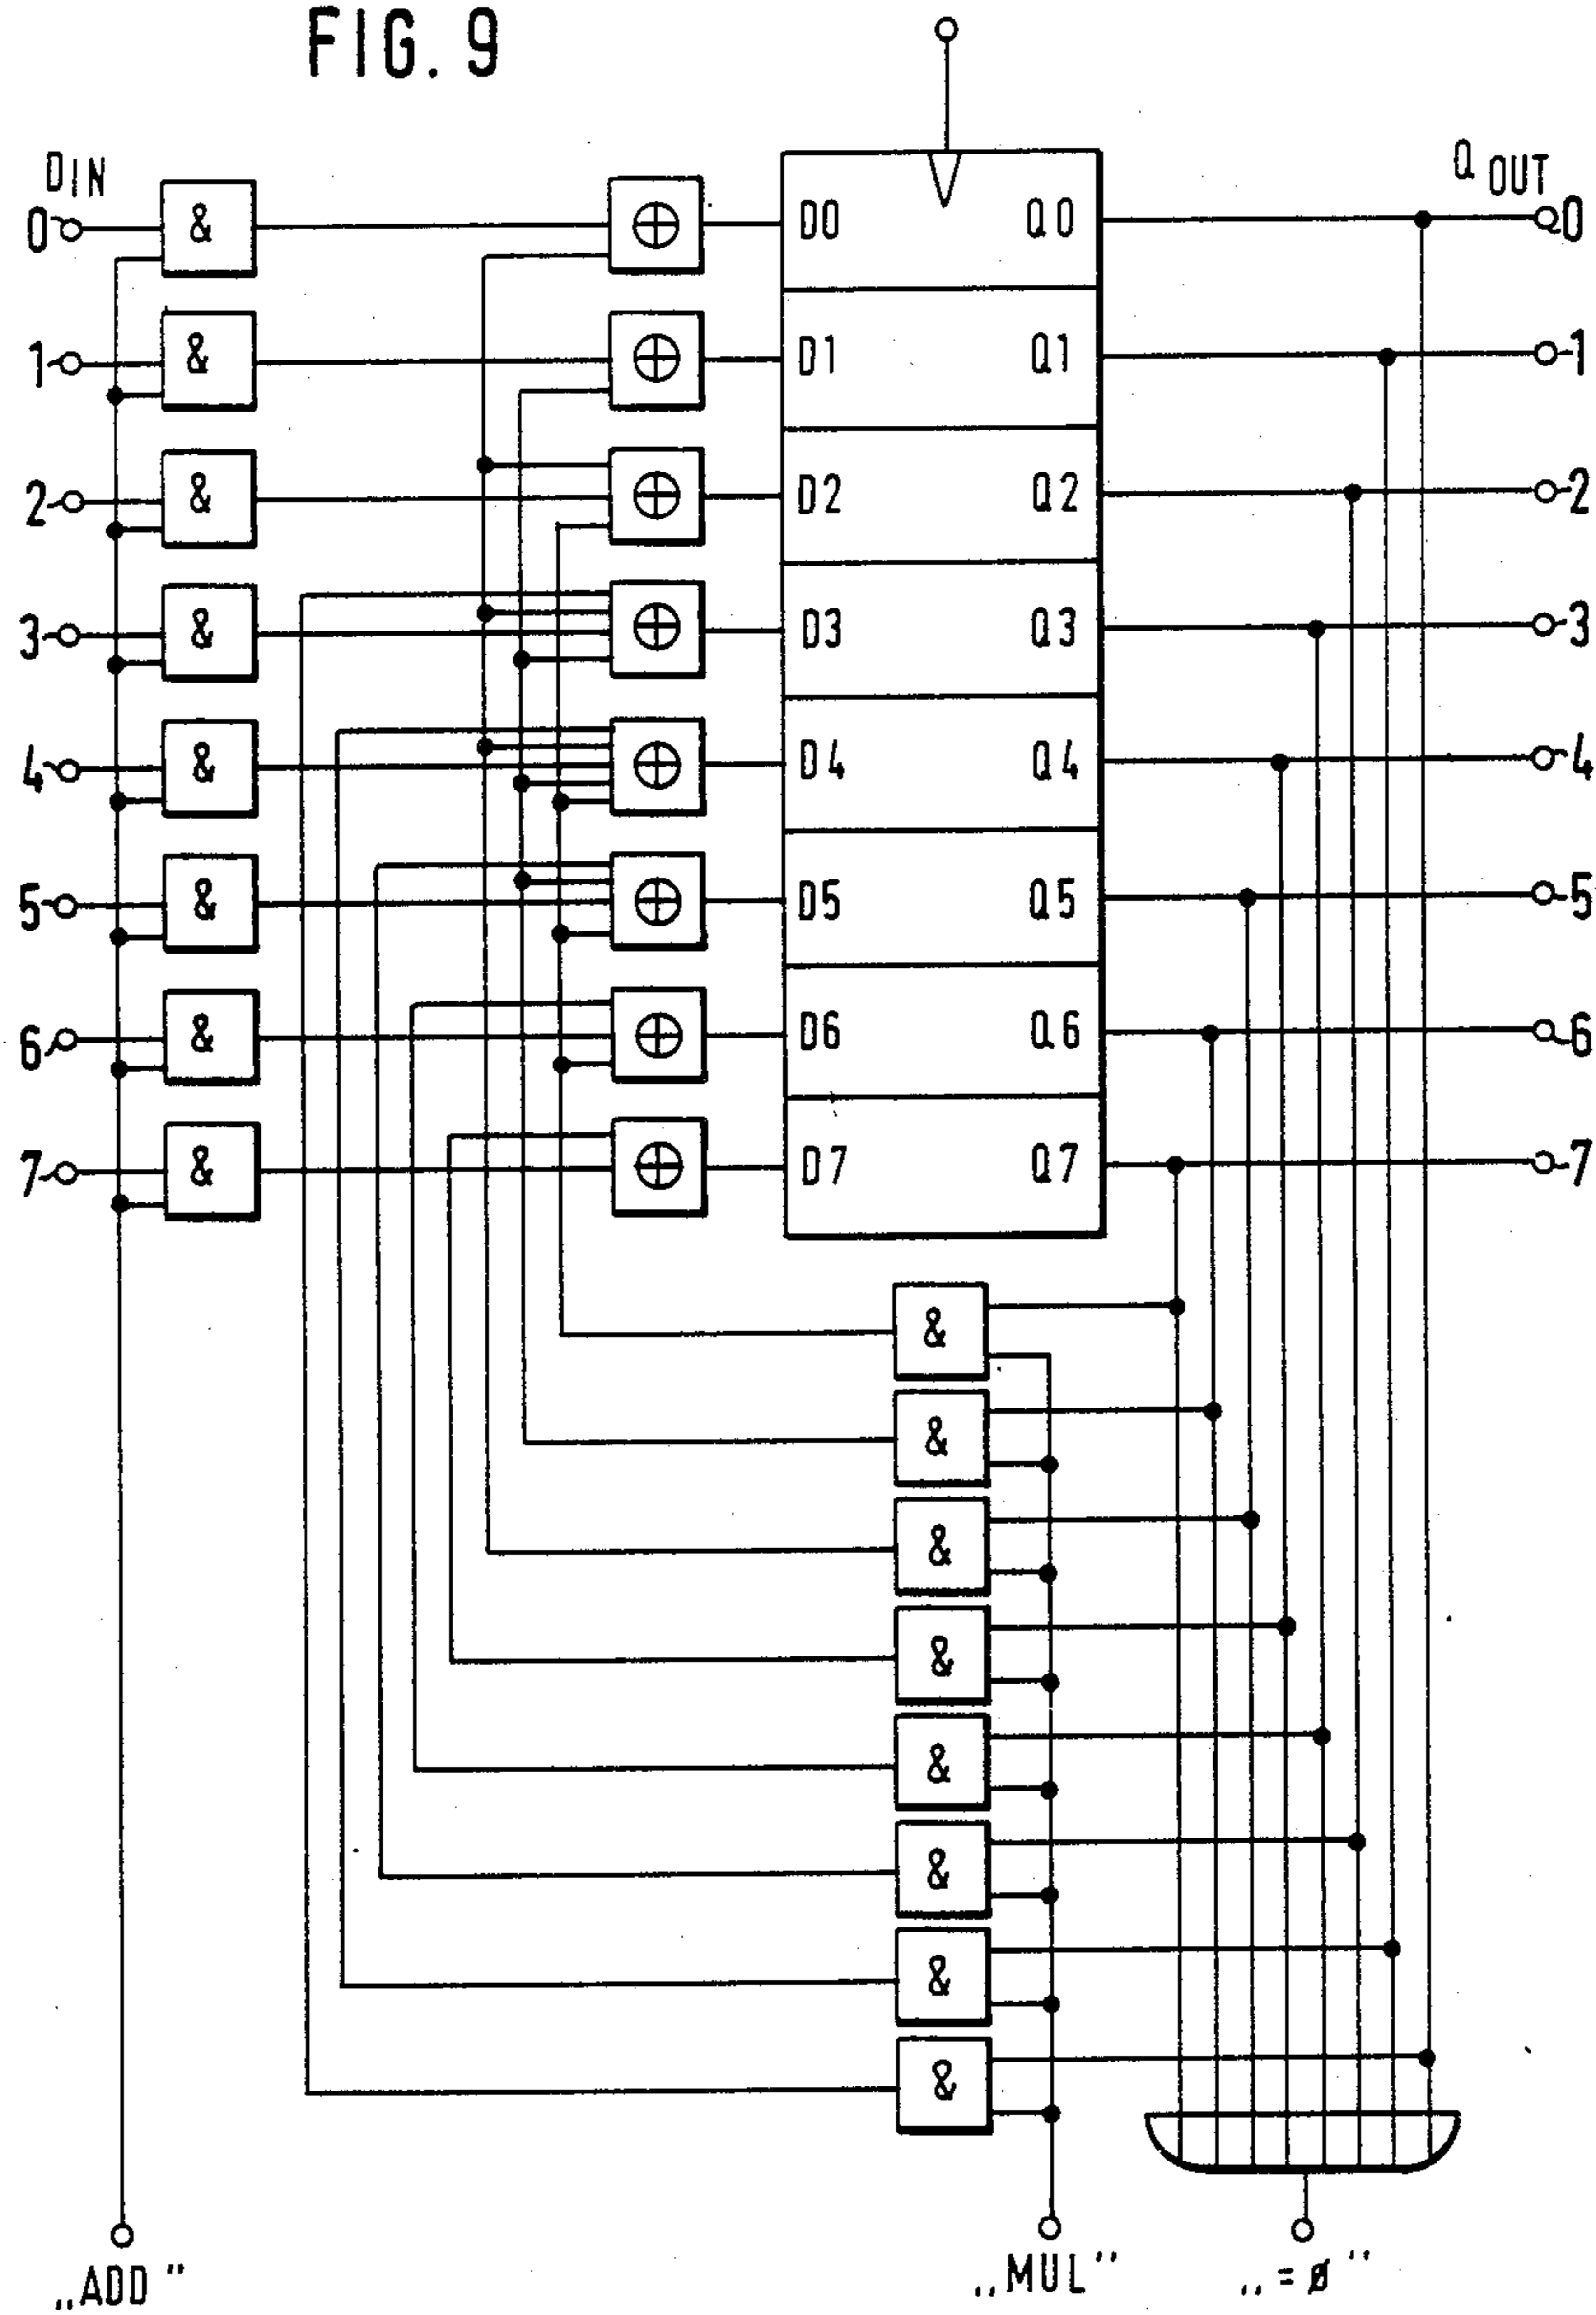 FIG. 9
DIN
Q OUT
0 & ⊕ D0 Q0 0
1 & ⊕ D1 Q1 1
2 & ⊕ D2 Q2 2
3 & ⊕ D3 Q3 3
4 & ⊕ D4 Q4 4
5 & ⊕ D5 Q5 5
6 & ⊕ D6 Q6 6
7 & ⊕ D7 Q7 7
&
&
&
&
&
&
&
&
„ADD” „MUL” „=ø”